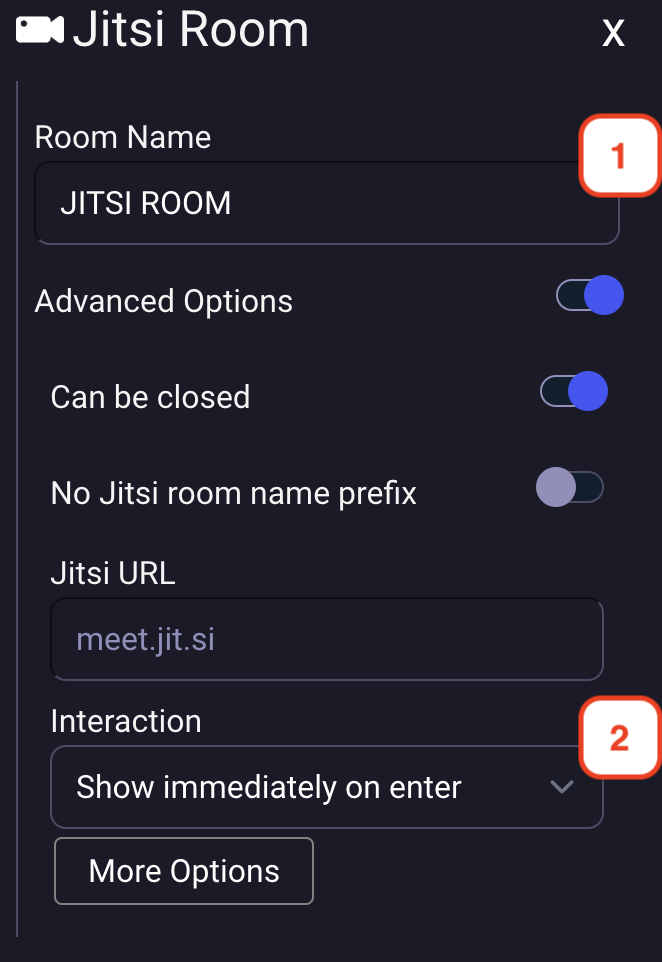 Jitsi Room
X
Room Name
1
JITSI ROOM
Advanced Options
Can be closed
No Jitsi room name prefix
Jitsi URL
meet.jit.si
Interaction
2
Show immediately on enter
More Options